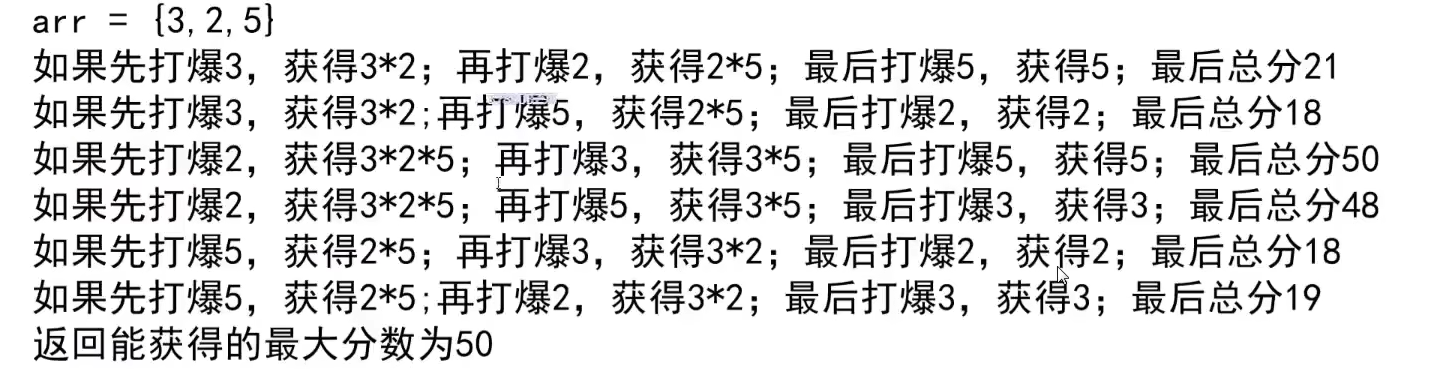 arr = {3,2,5}
如果先打爆3，获得3*2；再打爆2，获得2*5；最后打爆5，获得5；最后总分21
如果先打爆3，获得3*2;再打爆5，获得2*5；最后打爆2，获得2；最后总分18
如果先打爆2，获得3*2*5；再打爆3，获得3*5；最后打爆5，获得5；最后总分50
如果先打爆2，获得3*2*5；再打爆5，获得3*5；最后打爆3，获得3；最后总分48
如果先打爆5，获得2*5；再打爆3，获得3*2；最后打爆2，获得2；最后总分18
如果先打爆5，获得2*5;再打爆2，获得3*2；最后打爆3，获得3；最后总分19
返回能获得的最大分数为50